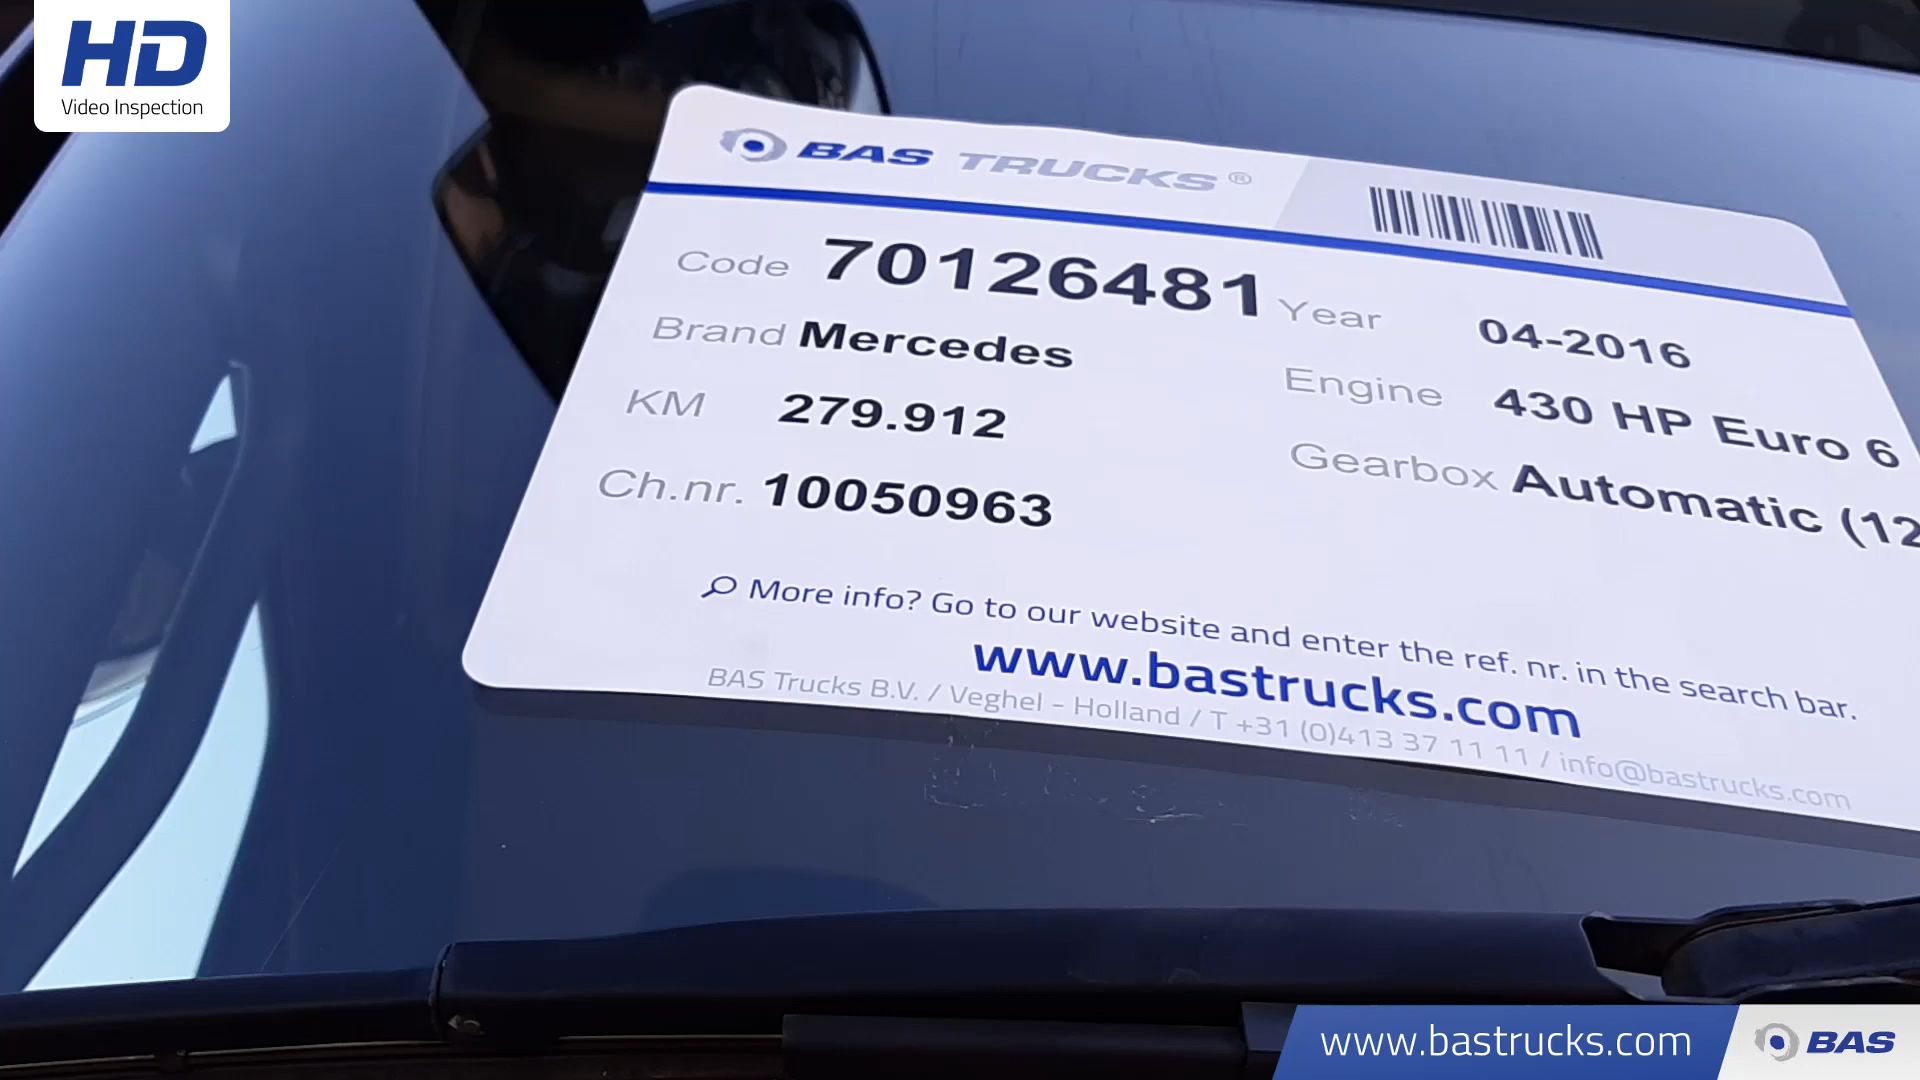 HD
Video Inspection
BAS TRUCKS®
Code 70126481
Year 04-2016
Brand Mercedes
Engine 430 HP Euro 6
KM 279.912
Gearbox Automatic (12
Ch.nr. 10050963
More info? Go to our website and enter the ref. nr. in the search bar.
www.bastrucks.com
BAS Trucks B.V. / Veghel - Holland / T +31 (0)413 37 11 11 / info@bastrucks.com
www.bastrucks.com
BAS